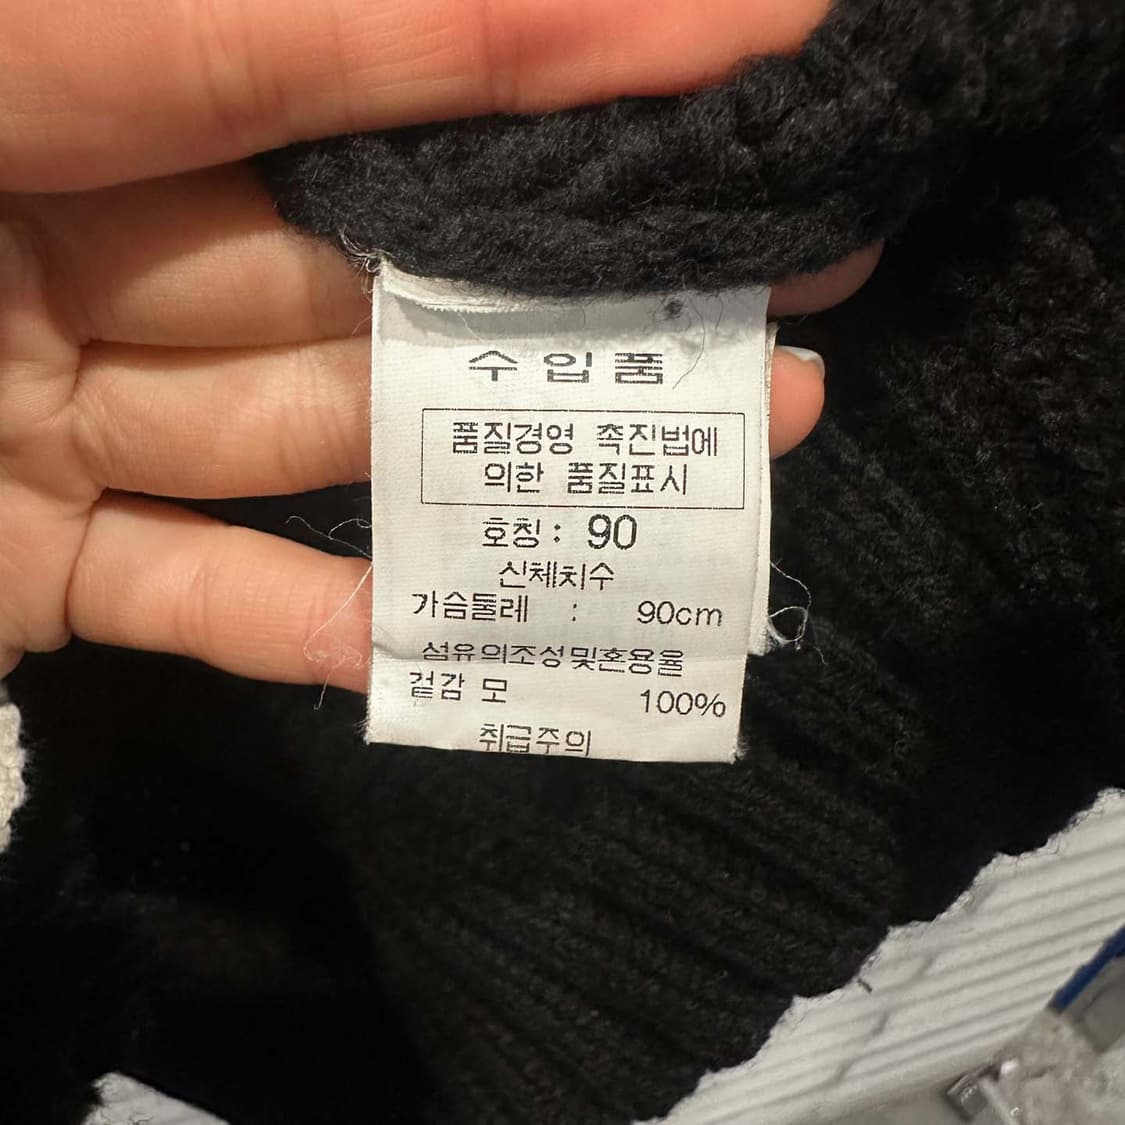 수입품
품질경영 촉진법에
의한 품질표시
호칭 : 90
신체치수
가슴둘레 : 90cm
섬유의조성및혼용율
겉감 모 100%
취급주의